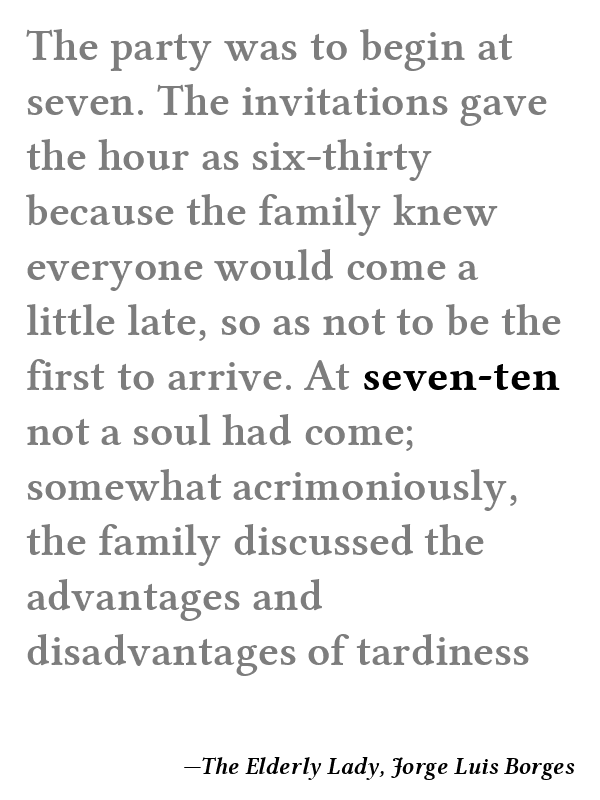 The party was to begin at
seven. The invitations gave
the hour as six-thirty
because the family knew
everyone would come a
little late, so as not to be the
first to arrive. At seven-ten
not a soul had come;
somewhat acrimoniously,
the family discussed the
advantages and
disadvantages of tardiness
—The Elderly Lady, Jorge Luis Borges